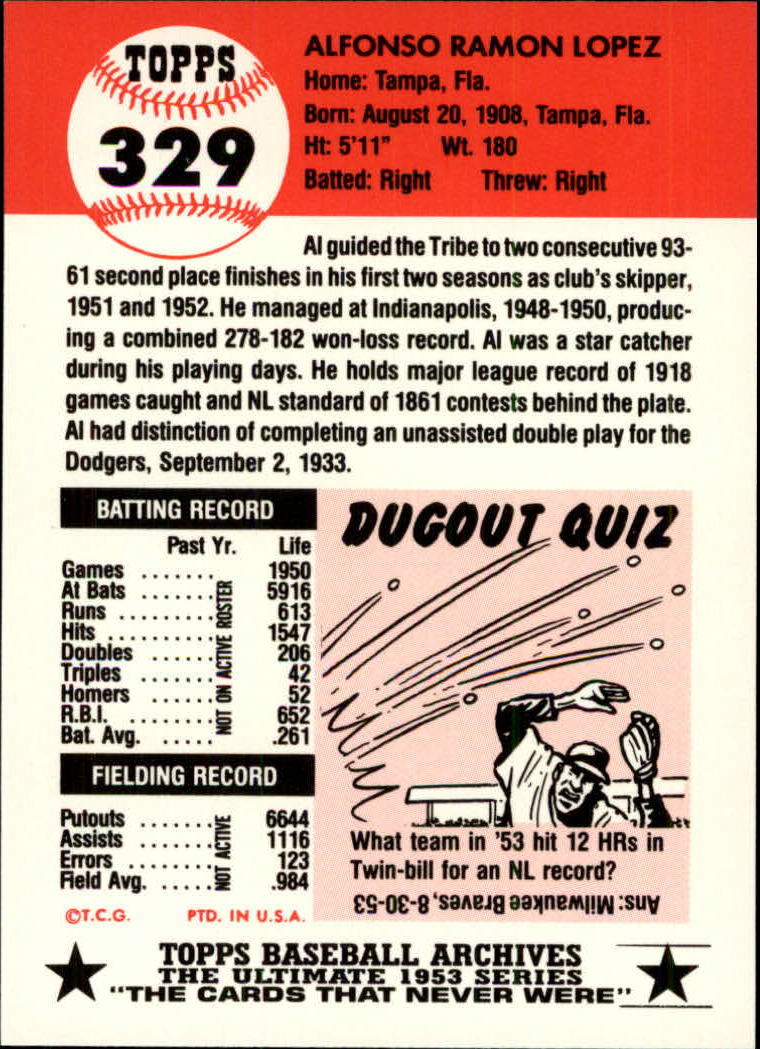 TOPPS
329
ALFONSO RAMON LOPEZ
Home: Tampa, Fla.
Born: August 20, 1908, Tampa, Fla.
Ht: 5'11" Wt. 180
Batted: Right Threw: Right
Al guided the Tribe to two consecutive 93-
61 second place finishes in his first two seasons as club's skipper,
1951 and 1952. He managed at Indianapolis, 1948-1950, produc-
ing a combined 278-182 won-loss record. Al was a star catcher
during his playing days. He holds major league record of 1918
games caught and NL standard of 1861 contests behind the plate.
Al had distinction of completing an unassisted double play for the
Dodgers, September 2, 1933.
BATTING RECORD
Past Yr. Life
Games ....... 1950
At Bats ....... 5916
Runs ......... 613
Hits .......... 1547
Doubles ...... 206
Triples ....... 42
Homers ...... 52
R.B.I. ........ 652
Bat. Avg. ..... .261
NOT ON ACTIVE ROSTER
FIELDING RECORD
Putouts ....... 6644
Assists ....... 1116
Errors ........ 123
Field Avg. ..... .984
NOT ACTIVE
©T.C.G. PTD. IN U.S.A.
DUGOUT QUIZ
What team in '53 hit 12 HRs in
Twin-bill for an NL record?
Ans: Milwaukee Braves, 8-30-53
TOPPS BASEBALL ARCHIVES
THE ULTIMATE 1953 SERIES
"THE CARDS THAT NEVER WERE"